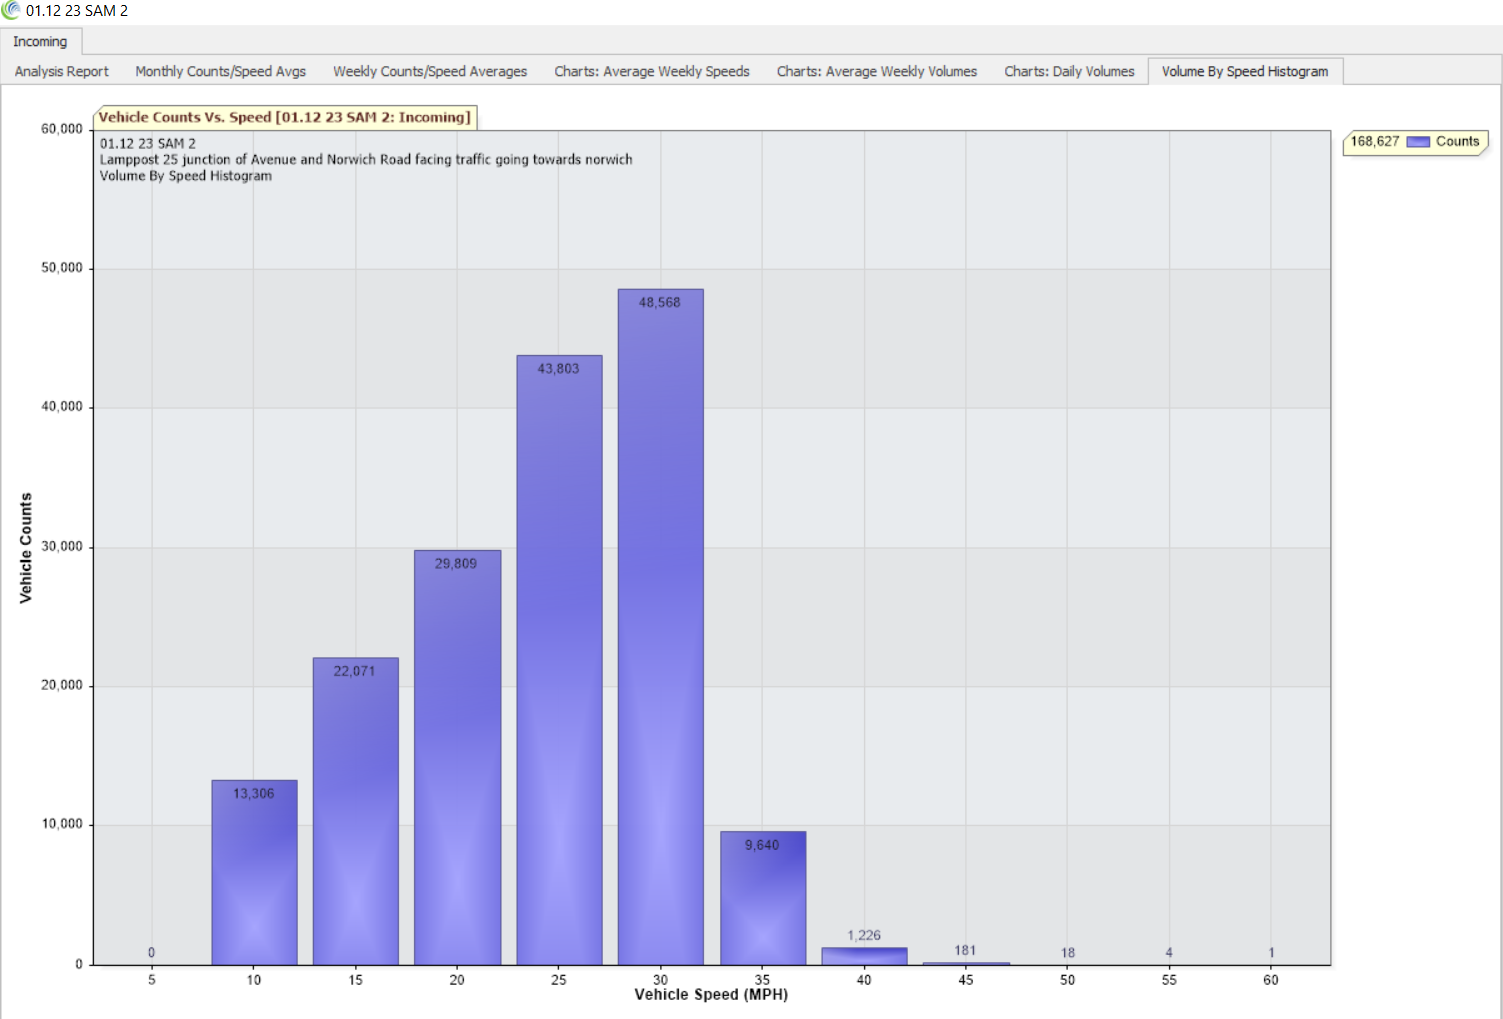 01.12 23 SAM 2
Incoming
Analysis Report Monthly Counts/Speed Avgs Weekly Counts/Speed Averages Charts: Average Weekly Speeds Charts: Average Weekly Volumes Charts: Daily Volumes Volume By Speed Histogram
Vehicle Counts Vs. Speed [01.12 23 SAM 2: Incoming]
01.12 23 SAM 2
Lamppost 25 junction of Avenue and Norwich Road facing traffic going towards norwich
Volume By Speed Histogram
168,627 Counts
60,000
50,000
40,000
30,000
20,000
10,000
0
Vehicle Counts
0
13,306
22,071
29,809
43,803
48,568
9,640
1,226
181
18
4
1
5 10 15 20 25 30 35 40 45 50 55 60
Vehicle Speed (MPH)